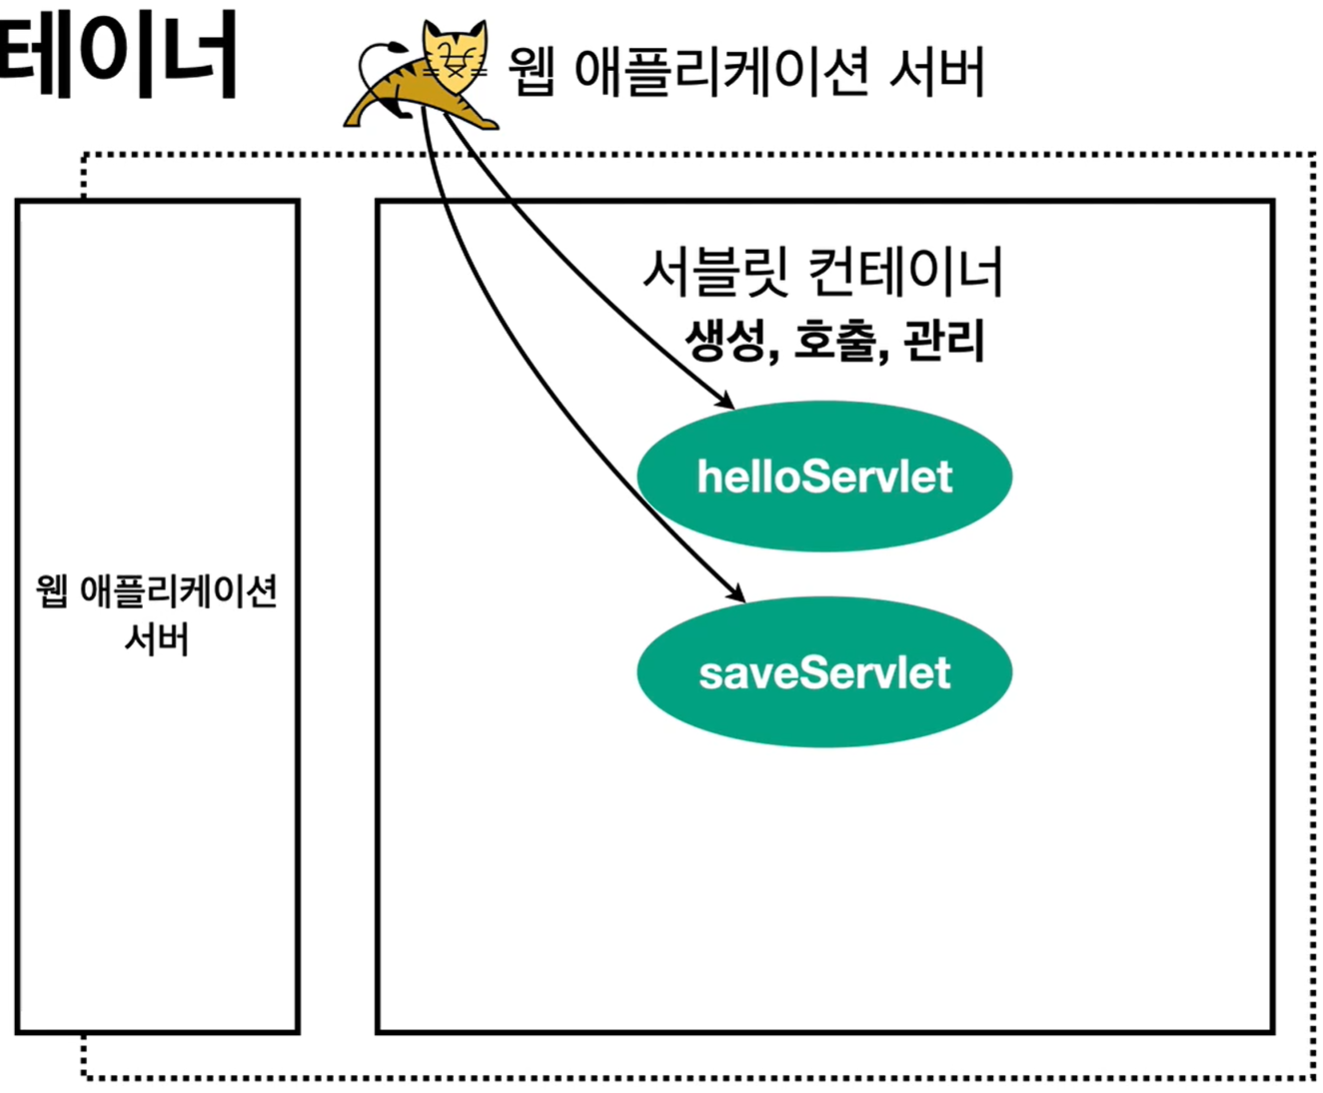 테이너
웹 애플리케이션 서버
서블릿 컨테이너
생성, 호출, 관리
helloServlet
saveServlet
웹 애플리케이션
서버